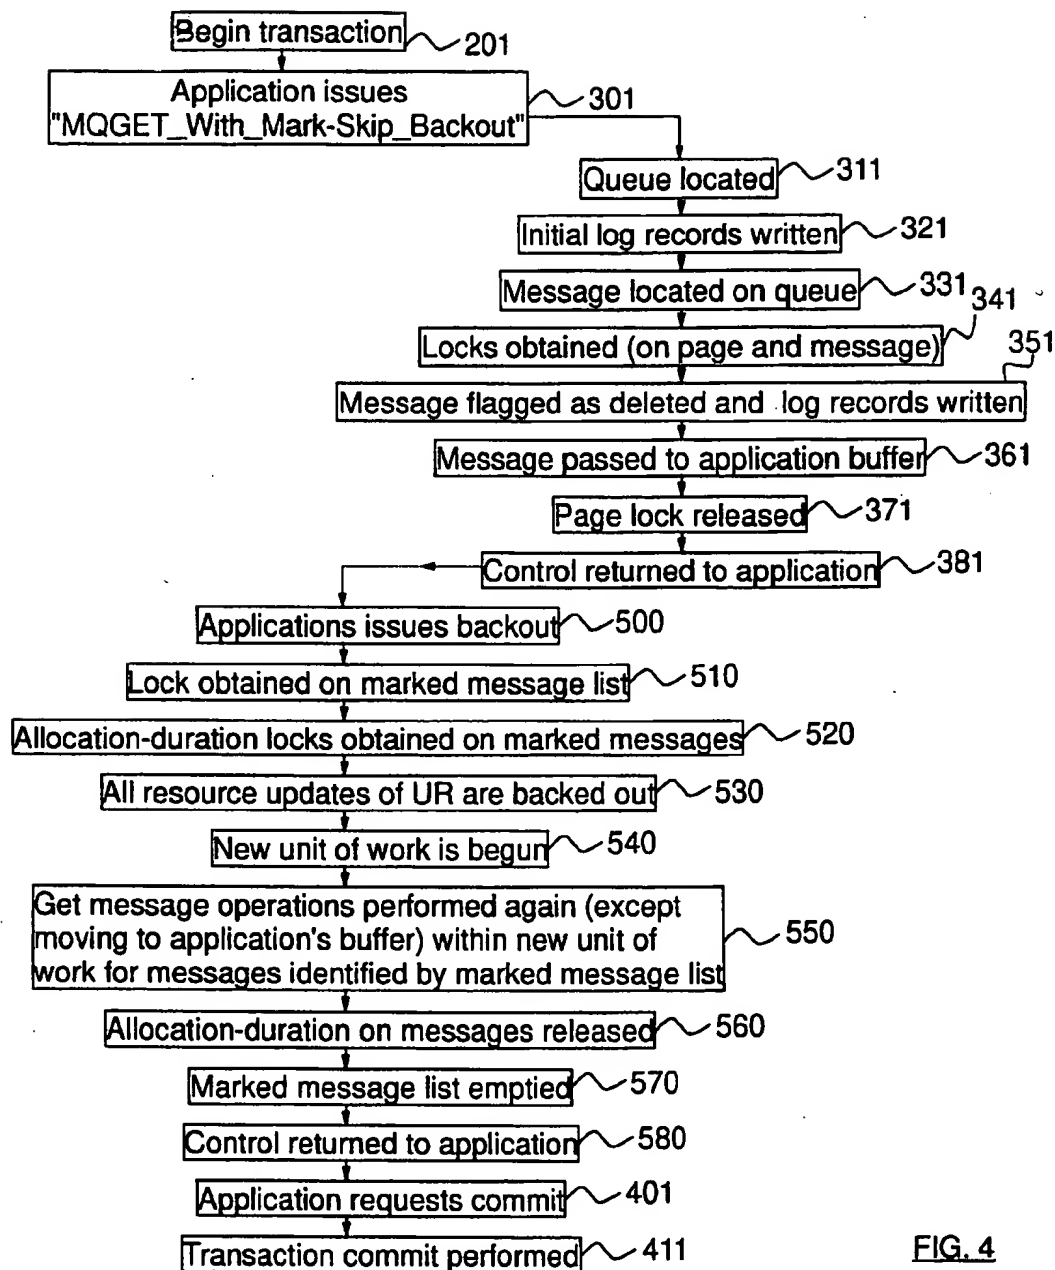 Begin transaction
201
Application issues
"MQGET_With_Mark-Skip_Backout"
301
Queue located
311
Initial log records written
321
Message located on queue
331
341
Locks obtained (on page and message)
351
Message flagged as deleted and log records written
Message passed to application buffer
361
Page lock released
371
Control returned to application
381
Applications issues backout
500
Lock obtained on marked message list
510
Allocation-duration locks obtained on marked messages
520
All resource updates of UR are backed out
530
New unit of work is begun
540
Get message operations performed again (except
moving to application's buffer) within new unit of
work for messages identified by marked message list
550
Allocation-duration on messages released
560
Marked message list emptied
570
Control returned to application
580
Application requests commit
401
Transaction commit performed
411
FIG. 4